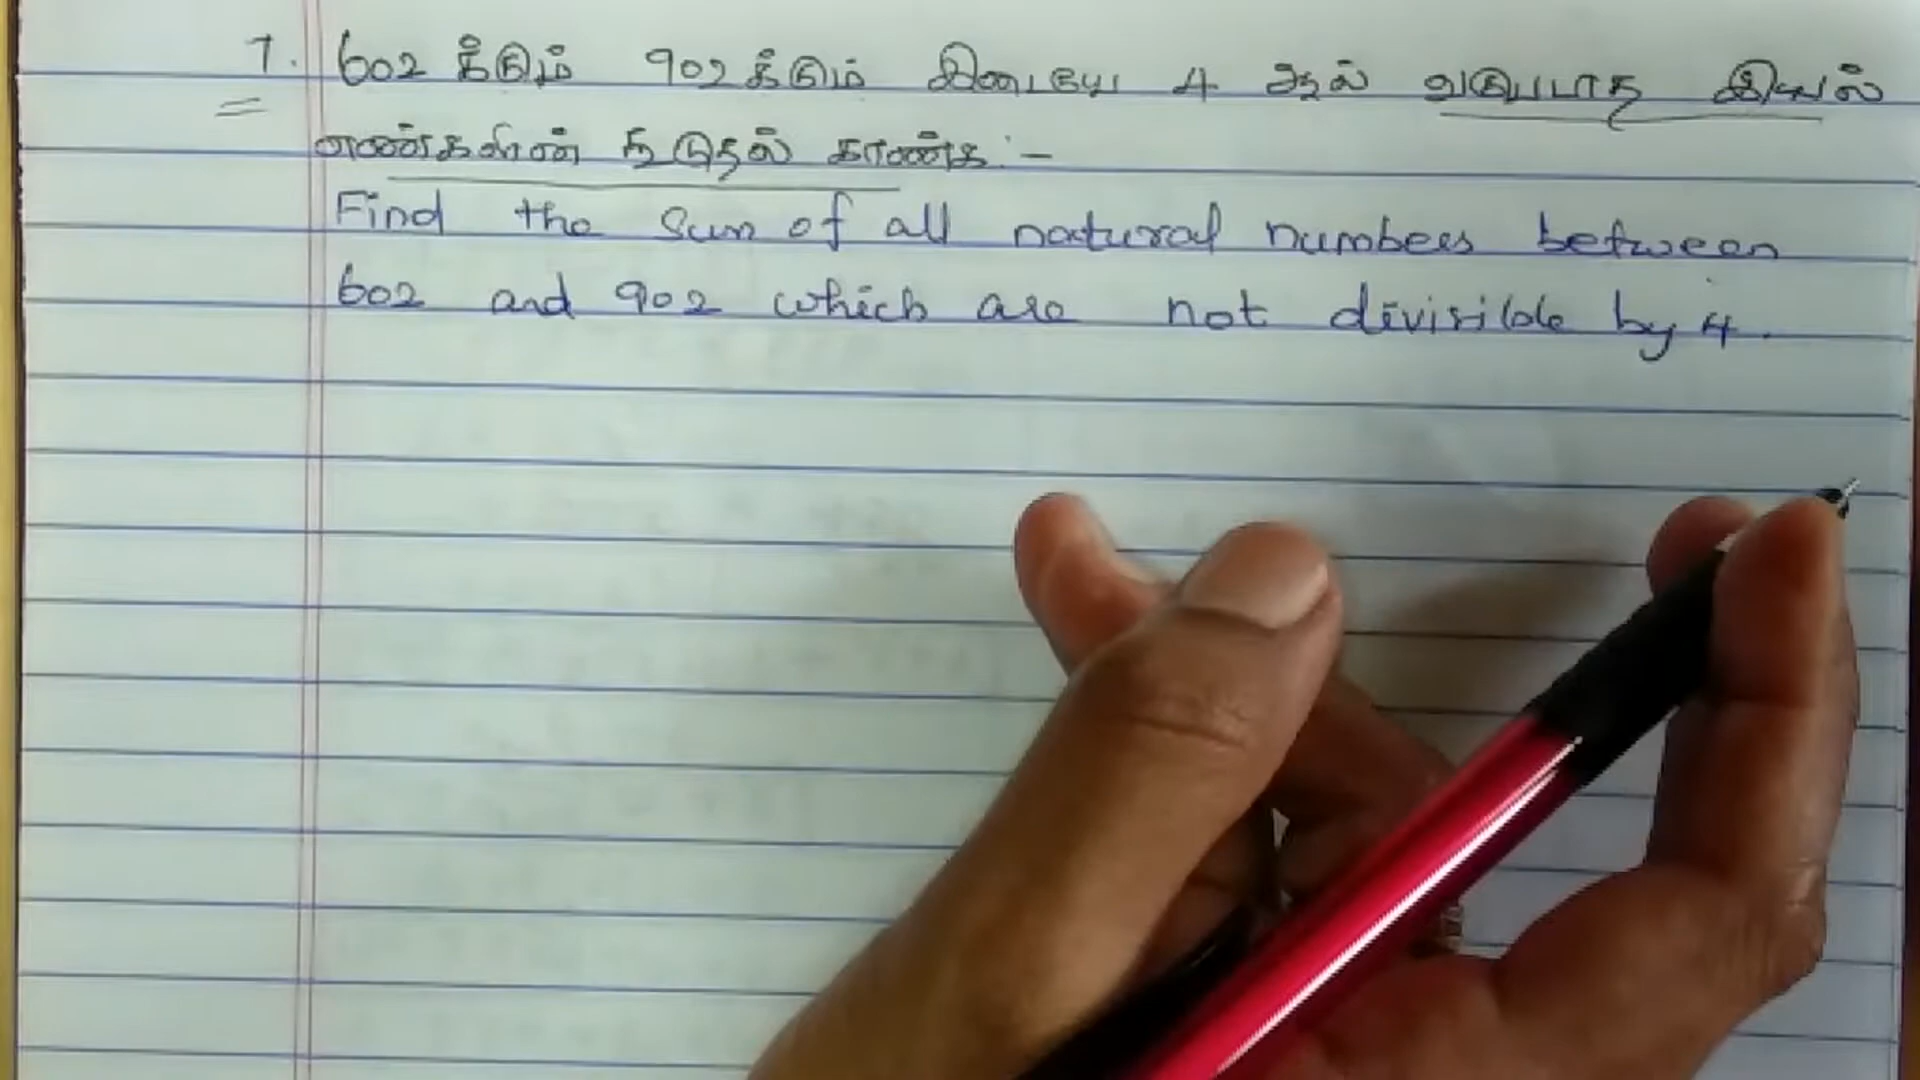 7. 602 க்கும் 902 க்கும் இடையே 4 ஆல் வகுபடாத இயல்
எண்களின் கூடுதல் காண்க :-
Find the Sum of all natural numbers between
602 and 902 which are not divisible by 4.